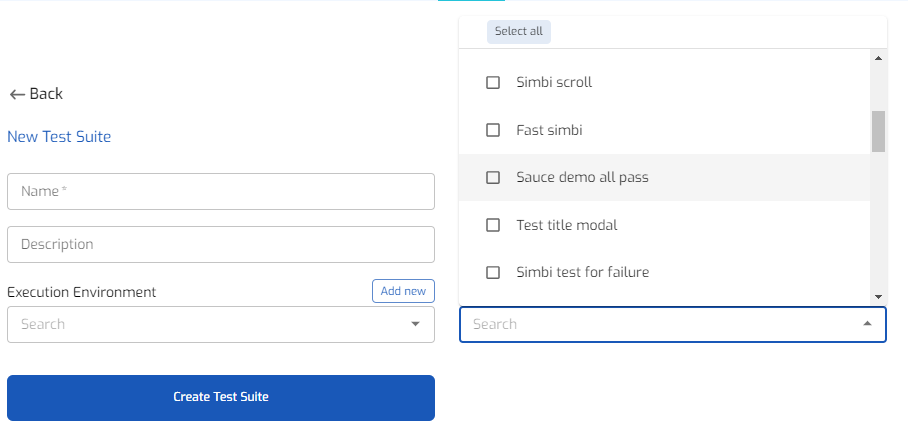 ← Back
New Test Suite
Name *
Description
Execution Environment
Add new
Search
Create Test Suite
Select all
Simbi scroll
Fast simbi
Sauce demo all pass
Test title modal
Simbi test for failure
Search